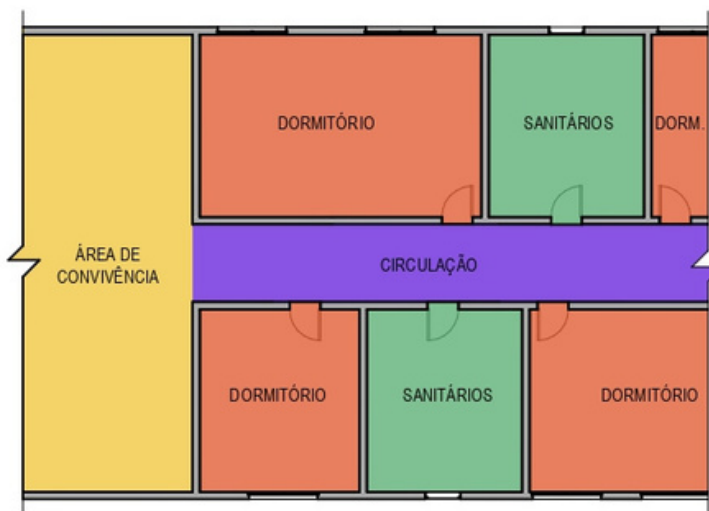 DORMITÓRIO
SANITÁRIOS
DORM.
ÁREA DE
CONVIVÊNCIA
CIRCULAÇÃO
DORMITÓRIO
SANITÁRIOS
DORMITÓRIO